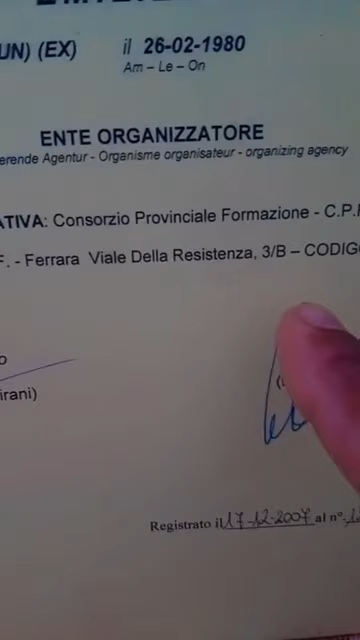 UN) (EX) il 26-02-1980
Am – Le – On
ENTE ORGANIZZATORE
erende Agentur - Organisme organisateur - organizing agency
ATIVA: Consorzio Provinciale Formazione - C.P.F
F. - Ferrara Viale Della Resistenza, 3/B – CODIG
o
irani)
Registrato il 17-12-2007 al n°.